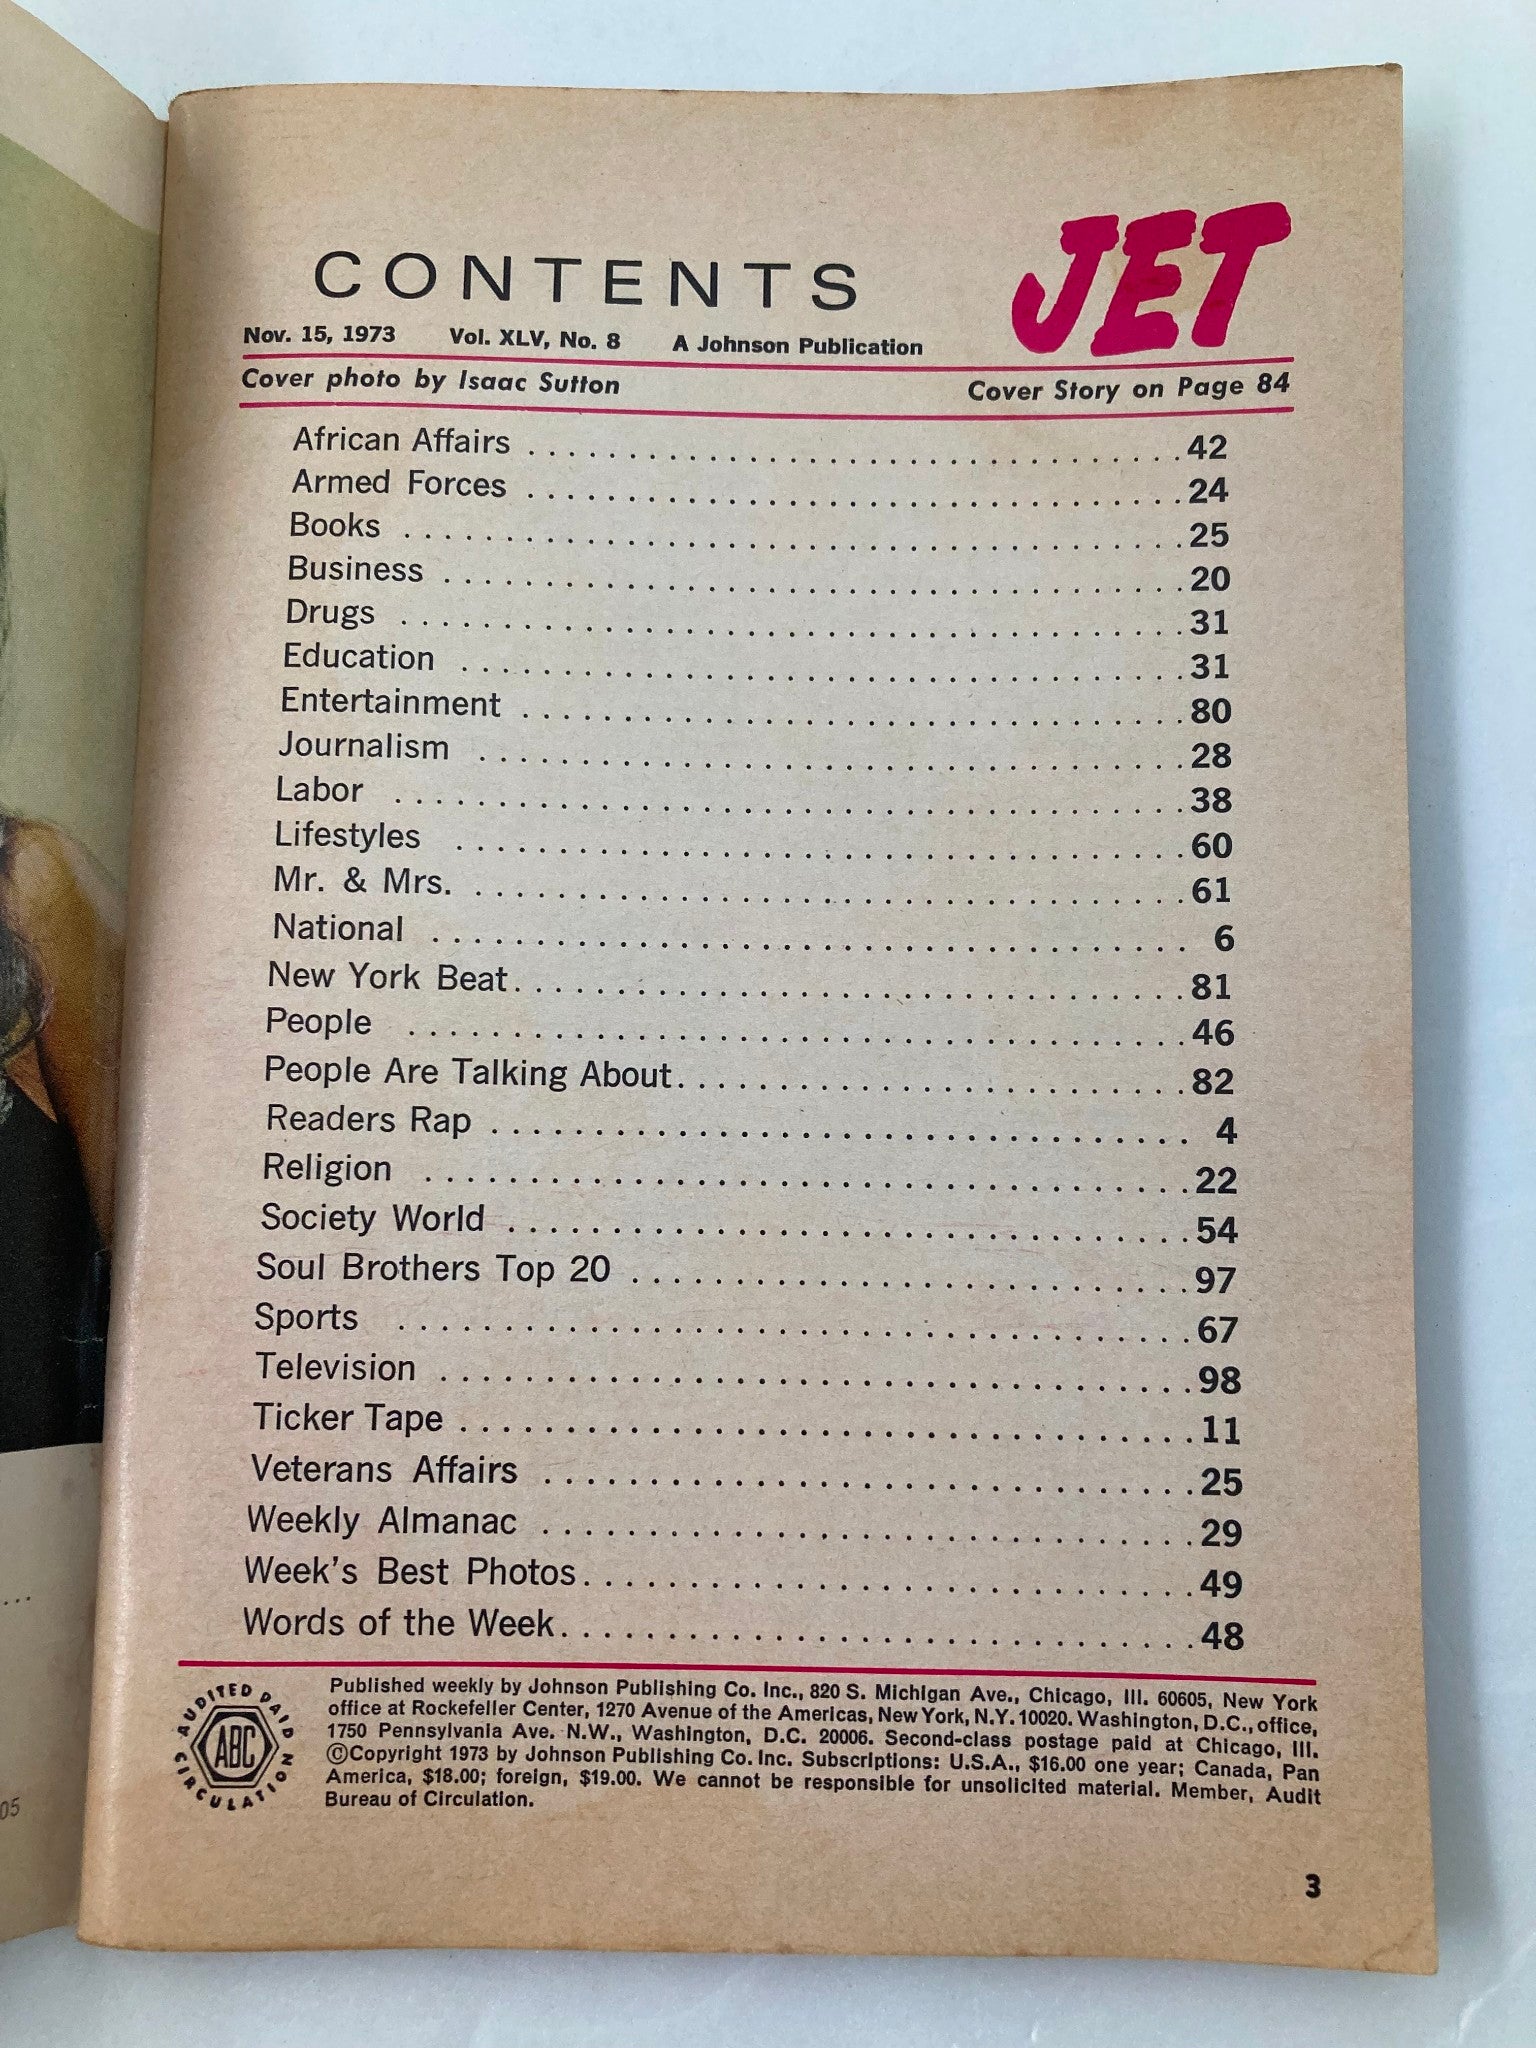 CONTENTS
JET
Nov. 15, 1973 Vol. XLV, No. 8 A Johnson Publication
Cover photo by Isaac Sutton Cover Story on Page 84
African Affairs . . . . . . . . . . 42
Armed Forces . . . . . . . . . . 24
Books . . . . . . . . . . 25
Business . . . . . . . . . . 20
Drugs . . . . . . . . . . 31
Education . . . . . . . . . . 31
Entertainment . . . . . . . . . . 80
Journalism . . . . . . . . . . 28
Labor . . . . . . . . . . 38
Lifestyles . . . . . . . . . . 60
Mr. & Mrs. . . . . . . . . . . 61
National . . . . . . . . . . 6
New York Beat . . . . . . . . . . 81
People . . . . . . . . . . 46
People Are Talking About . . . . . . . . . . 82
Readers Rap . . . . . . . . . . 4
Religion . . . . . . . . . . 22
Society World . . . . . . . . . . 54
Soul Brothers Top 20 . . . . . . . . . . 97
Sports . . . . . . . . . . 67
Television . . . . . . . . . . 98
Ticker Tape . . . . . . . . . . 11
Veterans Affairs . . . . . . . . . . 25
Weekly Almanac . . . . . . . . . . 29
Week's Best Photos . . . . . . . . . . 49
Words of the Week . . . . . . . . . . 48
AUDITED PAID CIRCULATION
ABC
Published weekly by Johnson Publishing Co. Inc., 820 S. Michigan Ave., Chicago, Ill. 60605, New York
office at Rockefeller Center, 1270 Avenue of the Americas, New York, N.Y. 10020. Washington, D.C., office,
1750 Pennsylvania Ave. N.W., Washington, D.C. 20006. Second-class postage paid at Chicago, Ill.
©Copyright 1973 by Johnson Publishing Co. Inc. Subscriptions: U.S.A., $16.00 one year; Canada, Pan
America, $18.00; foreign, $19.00. We cannot be responsible for unsolicited material. Member, Audit
Bureau of Circulation.
05
3